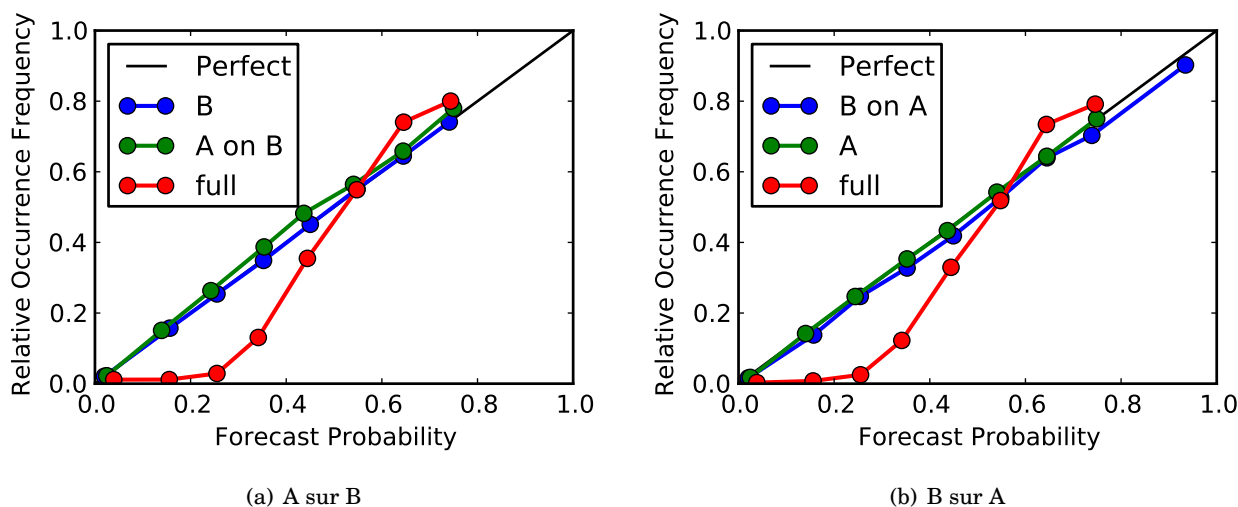 Relative Occurrence Frequency
1.0
0.8
0.6
0.4
0.2
0.0
Perfect
B
A on B
full
0.0 0.2 0.4 0.6 0.8 1.0
Forecast Probability
(a) A sur B
Relative Occurrence Frequency
1.0
0.8
0.6
0.4
0.2
0.0
Perfect
B on A
A
full
0.0 0.2 0.4 0.6 0.8 1.0
Forecast Probability
(b) B sur A